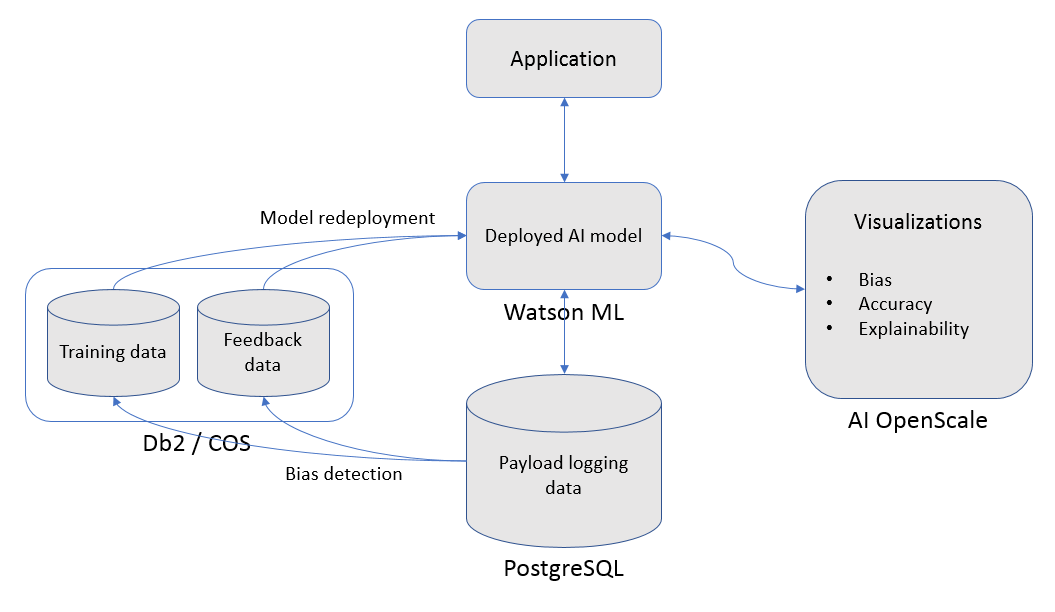 Application
Model redeployment
Deployed AI model
Visualizations
• Bias
• Accuracy
• Explainability
Watson ML
Training data
Feedback
data
AI OpenScale
Db2 / COS
Bias detection
Payload logging
data
PostgreSQL